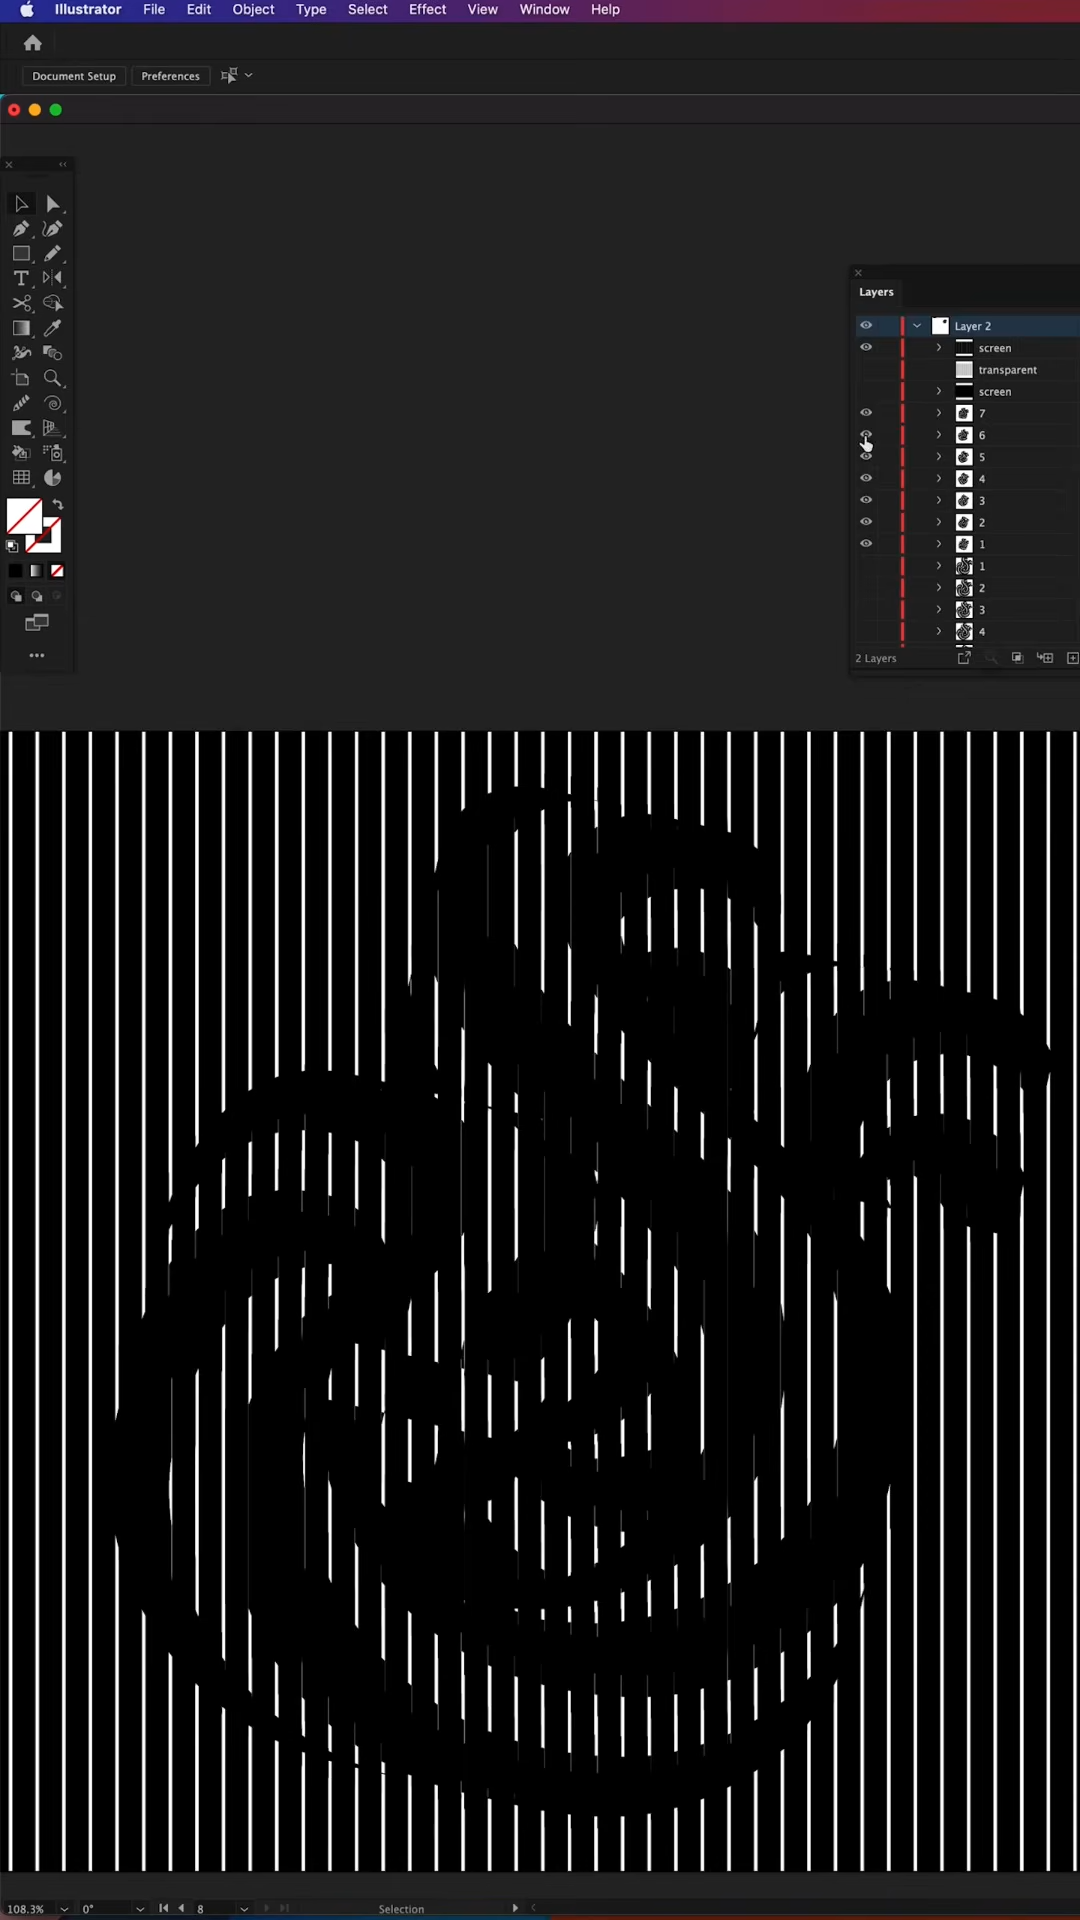 Illustrator File Edit Object Type Select Effect View Window Help
Document Setup Preferences
Layers
Layer 2
screen
transparent
screen
7
6
5
4
3
2
1
1
2
3
4
2 Layers
108.3% 0° 8 Selection